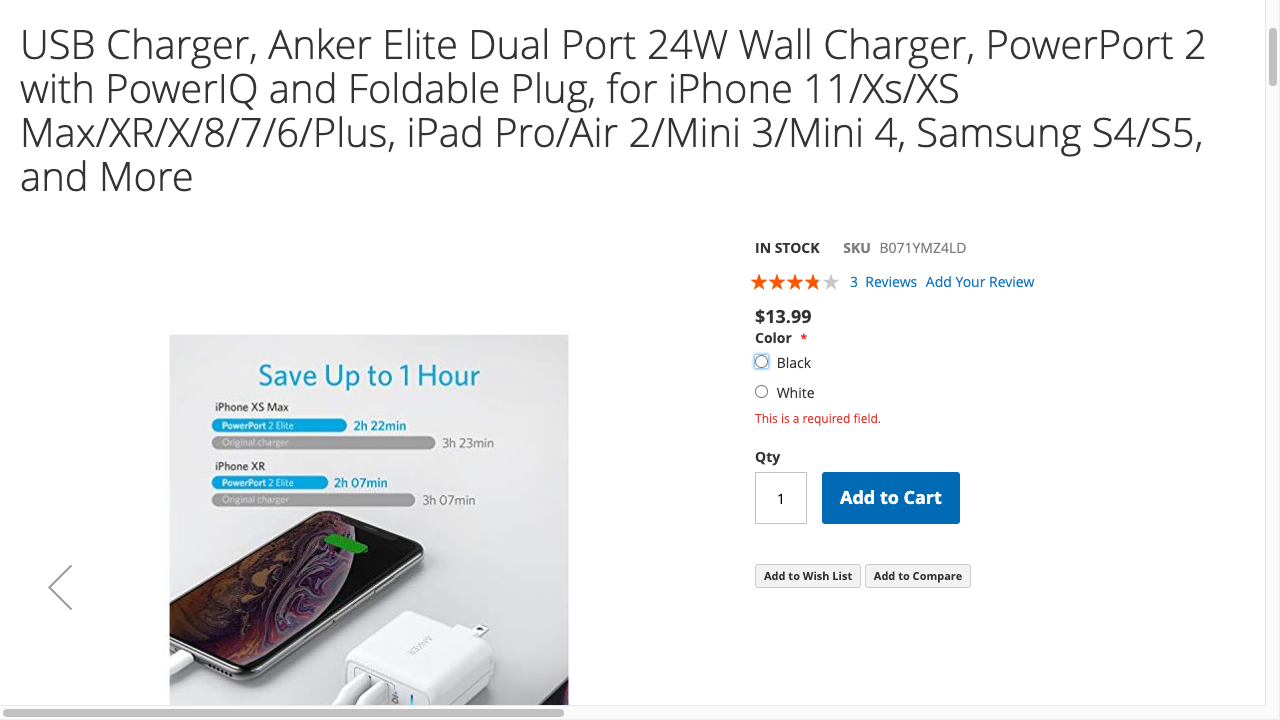 USB Charger, Anker Elite Dual Port 24W Wall Charger, PowerPort 2
with PowerIQ and Foldable Plug, for iPhone 11/Xs/XS
Max/XR/X/8/7/6/Plus, iPad Pro/Air 2/Mini 3/Mini 4, Samsung S4/S5,
and More
IN STOCK SKU B071YMZ4LD
3 Reviews Add Your Review
$13.99
Color *
Black
White
This is a required field.
Qty
1 Add to Cart
Add to Wish List Add to Compare
Save Up to 1 Hour
iPhone XS Max
PowerPort 2 Elite 2h 22min
Original charger 3h 23min
iPhone XR
PowerPort 2 Elite 2h 07min
Original charger 3h 07min
ANKER